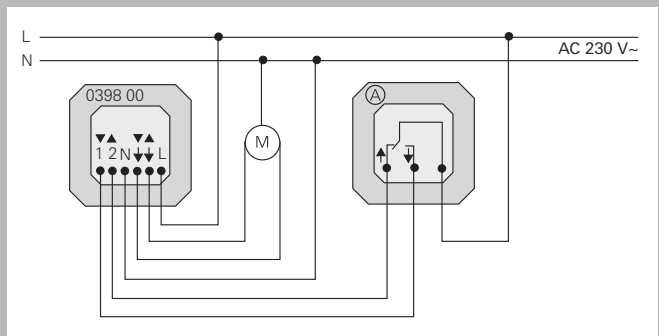 L
AC 230 V~
N
0398 00
A
▼▲ ▼▲
M
1 2 N ↓ ↓ L
↑ ↓